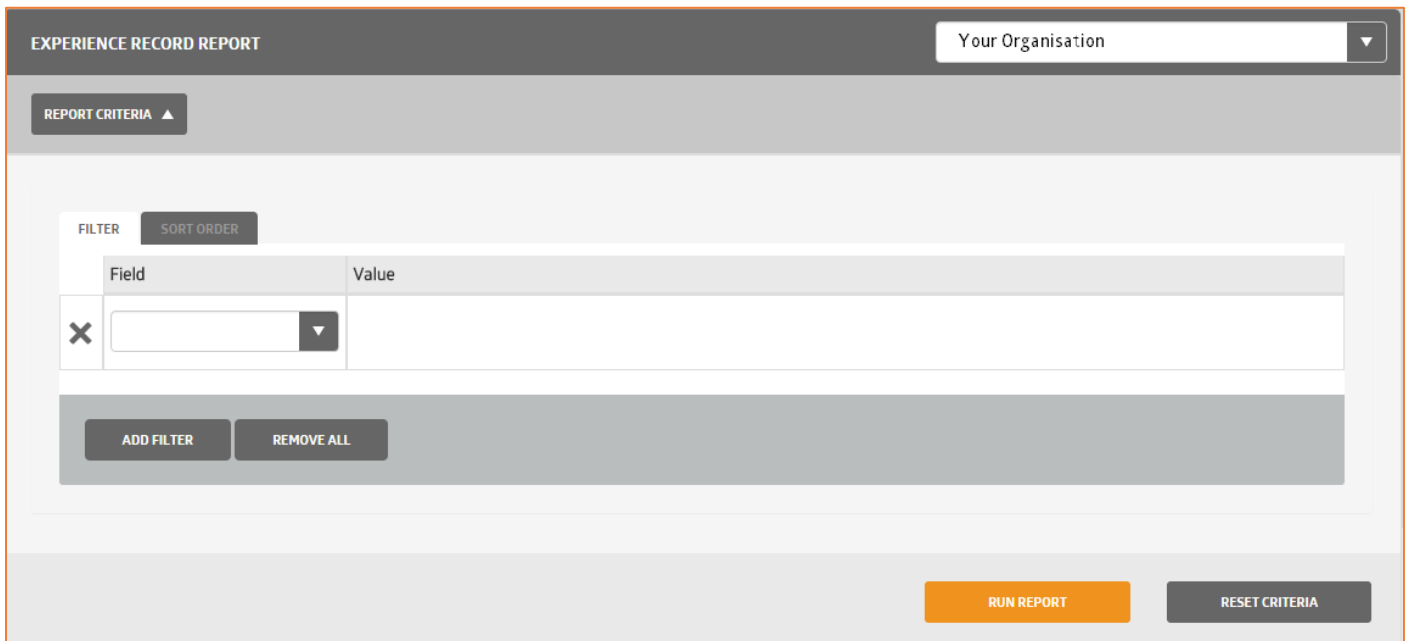 EXPERIENCE RECORD REPORT
Your Organisation
REPORT CRITERIA
FILTER
SORT ORDER
Field
Value
ADD FILTER
REMOVE ALL
RUN REPORT
RESET CRITERIA